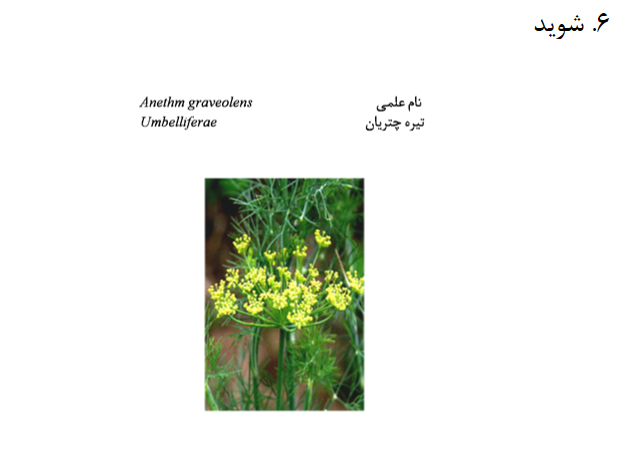 ۶. شوید
نام علمی Anethm graveolens
تیره چتریان Umbelliferae